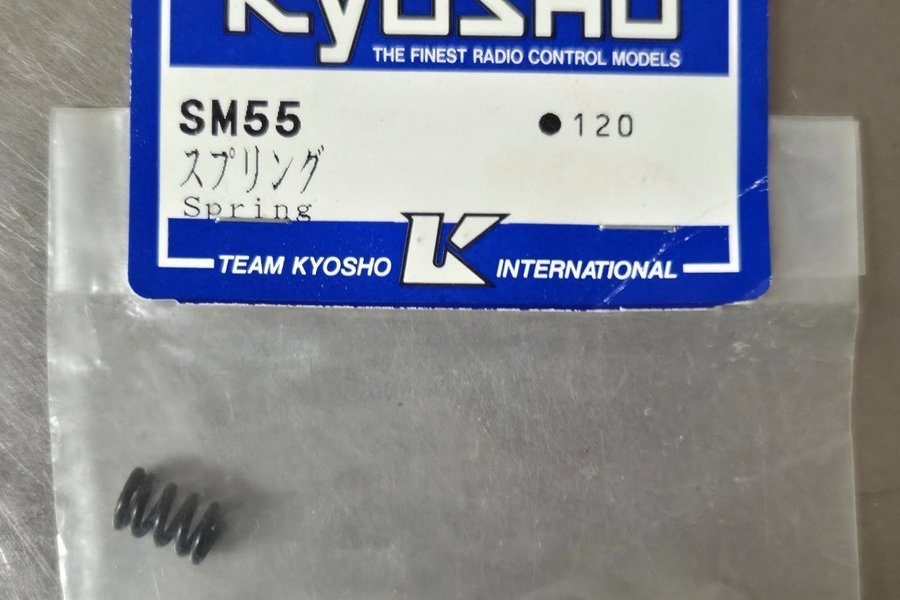 KYOSHO
THE FINEST RADIO CONTROL MODELS
SM55 ●120
スプリング
Spring
TEAM KYOSHO K INTERNATIONAL